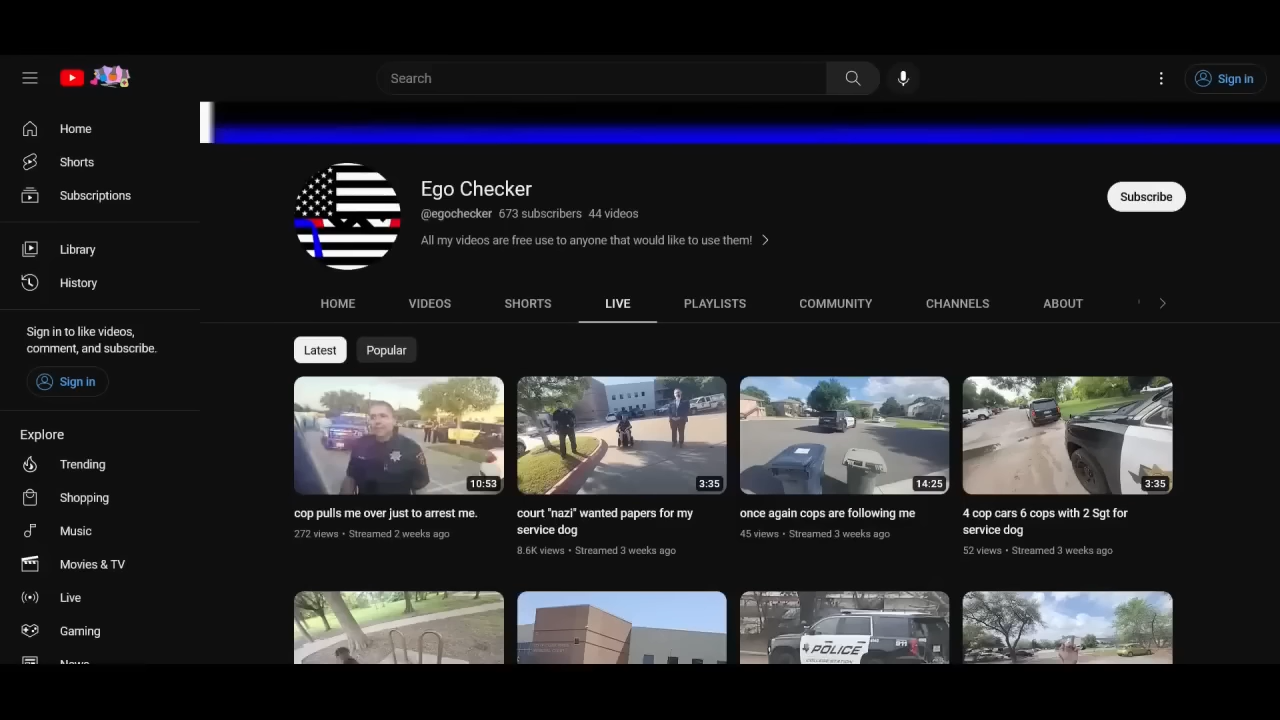 Search
Sign in
Home
Shorts
Subscriptions
Library
History
Sign in to like videos,
comment, and subscribe.
Sign in
Explore
Trending
Shopping
Music
Movies & TV
Live
Gaming
News
Ego Checker
@egochecker 673 subscribers 44 videos
All my videos are free use to anyone that would like to use them!
Subscribe
HOME VIDEOS SHORTS LIVE PLAYLISTS COMMUNITY CHANNELS ABOUT
Latest Popular
10:53
3:35
14:25
3:35
cop pulls me over just to arrest me.
272 views • Streamed 2 weeks ago
court "nazi" wanted papers for my
service dog
8.6K views • Streamed 3 weeks ago
once again cops are following me
45 views • Streamed 3 weeks ago
4 cop cars 6 cops with 2 Sgt for
service dog
52 views • Streamed 3 weeks ago
POLICE